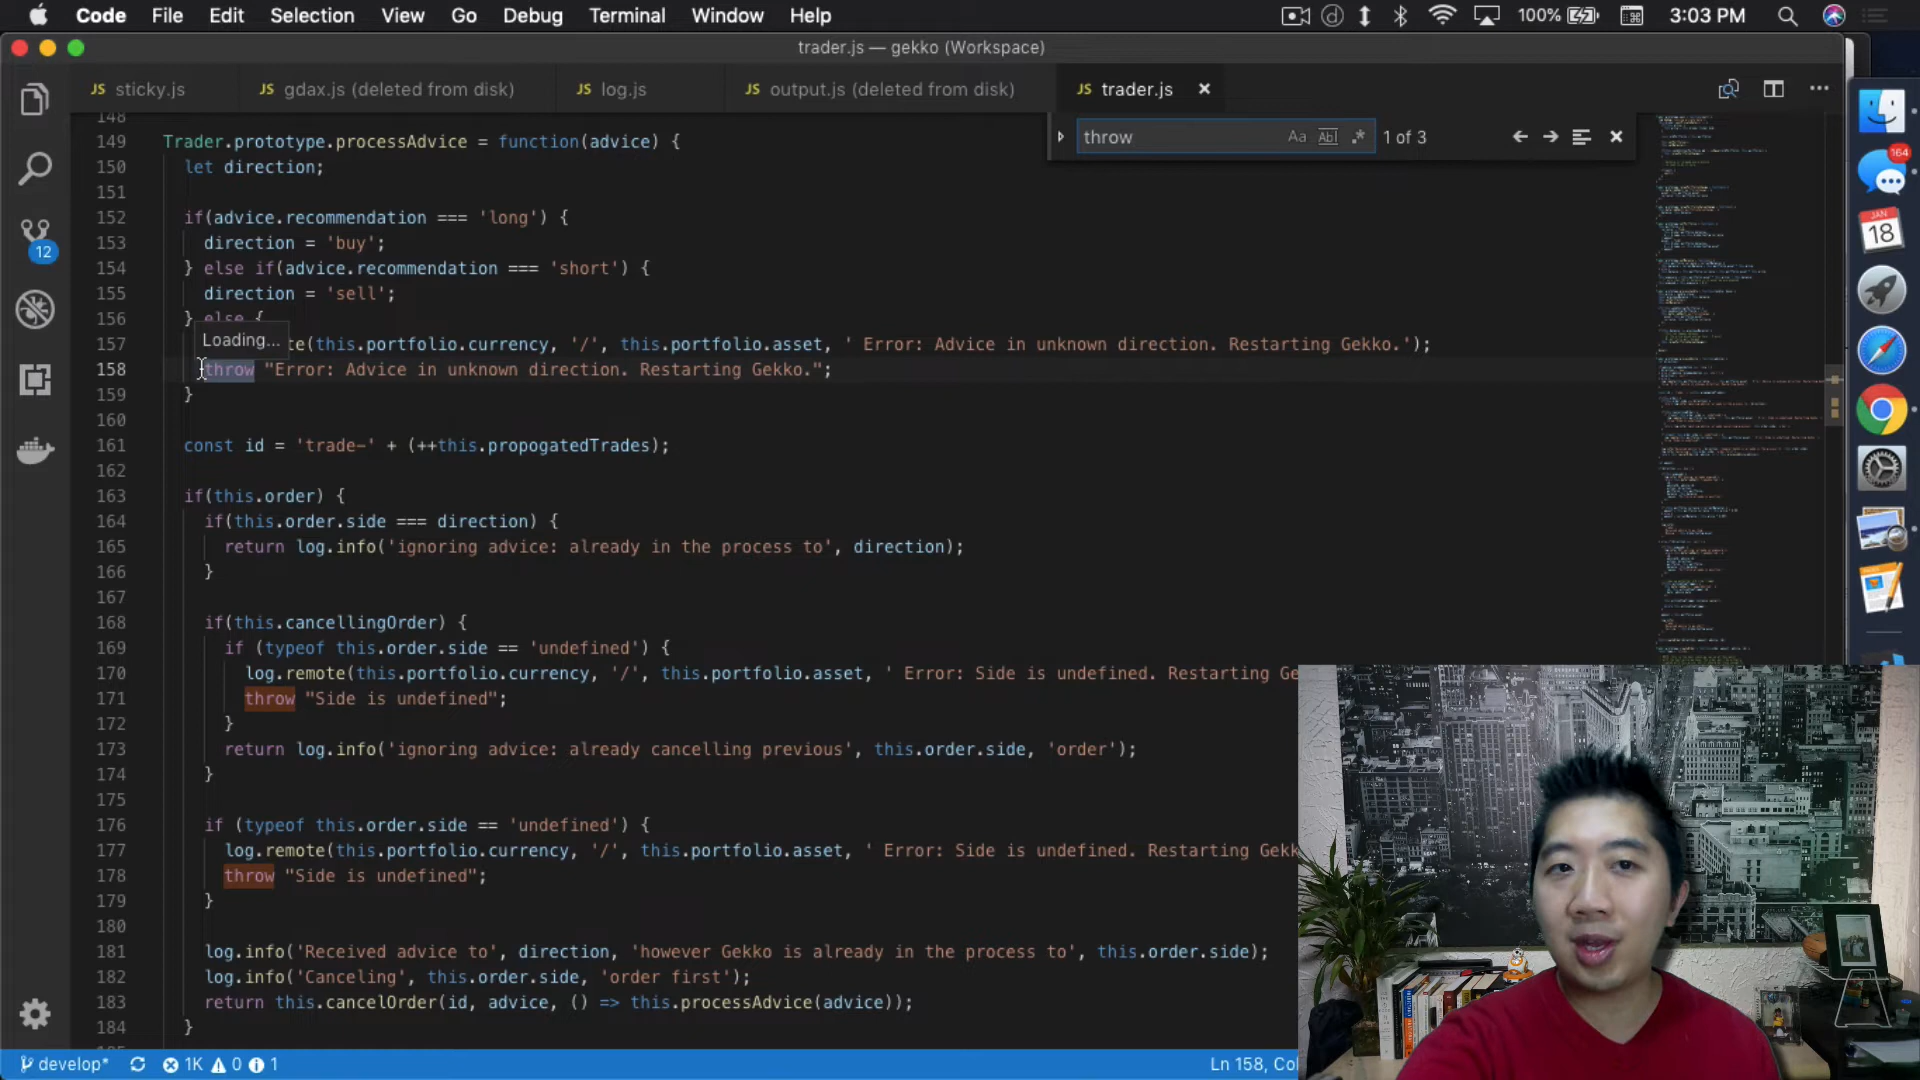 Code File Edit Selection View Go Debug Terminal Window Help 100% 3:03 PM
trader.js — gekko (Workspace)
JS sticky.js JS gdax.js (deleted from disk) JS log.js JS output.js (deleted from disk) JS trader.js
throw Aa Abl .* 1 of 3
148
149 Trader.prototype.processAdvice = function(advice) {
150 let direction;
151
152 if(advice.recommendation === 'long') {
153 direction = 'buy';
154 } else if(advice.recommendation === 'short') {
155 direction = 'sell';
156 } else {
Loading...
157 te(this.portfolio.currency, '/', this.portfolio.asset, ' Error: Advice in unknown direction. Restarting Gekko.');
158 throw "Error: Advice in unknown direction. Restarting Gekko.";
159 }
160
161 const id = 'trade-' + (++this.propogatedTrades);
162
163 if(this.order) {
164 if(this.order.side === direction) {
165 return log.info('ignoring advice: already in the process to', direction);
166 }
167
168 if(this.cancellingOrder) {
169 if (typeof this.order.side == 'undefined') {
170 log.remote(this.portfolio.currency, '/', this.portfolio.asset, ' Error: Side is undefined. Restarting Ge
171 throw "Side is undefined";
172 }
173 return log.info('ignoring advice: already cancelling previous', this.order.side, 'order');
174 }
175
176 if (typeof this.order.side == 'undefined') {
177 log.remote(this.portfolio.currency, '/', this.portfolio.asset, ' Error: Side is undefined. Restarting Gekk
178 throw "Side is undefined";
179 }
180
181 log.info('Received advice to', direction, 'however Gekko is already in the process to', this.order.side);
182 log.info('Canceling', this.order.side, 'order first');
183 return this.cancelOrder(id, advice, () => this.processAdvice(advice));
184 }
12
164
JAN
18
develop* 1K 0 1 Ln 158, Col